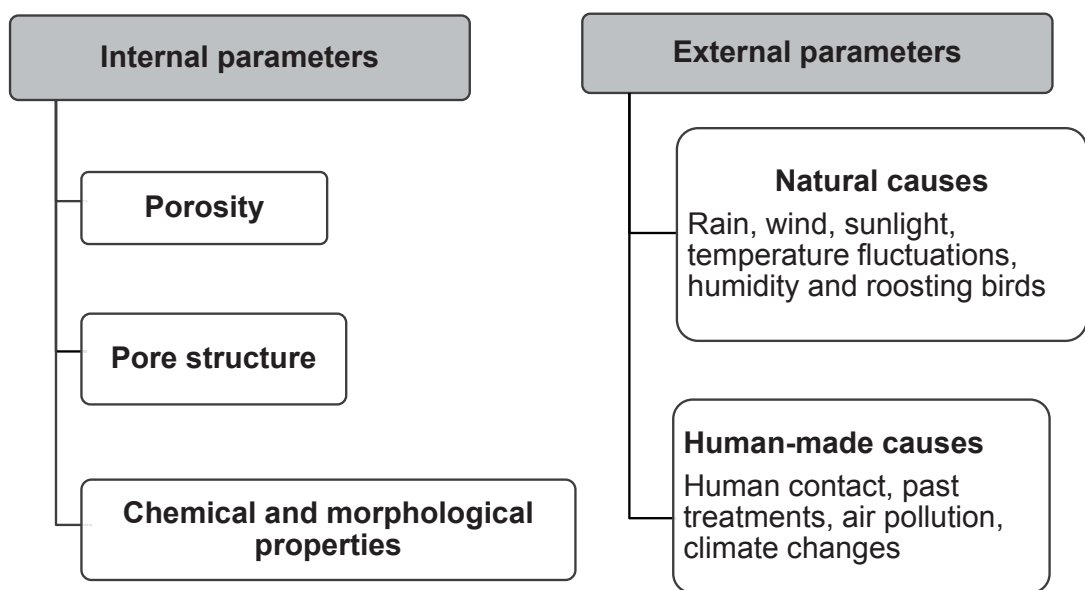 Internal parameters
Porosity
Pore structure
Chemical and morphological
properties
External parameters
Natural causes
Rain, wind, sunlight,
temperature fluctuations,
humidity and roosting birds
Human-made causes
Human contact, past
treatments, air pollution,
climate changes